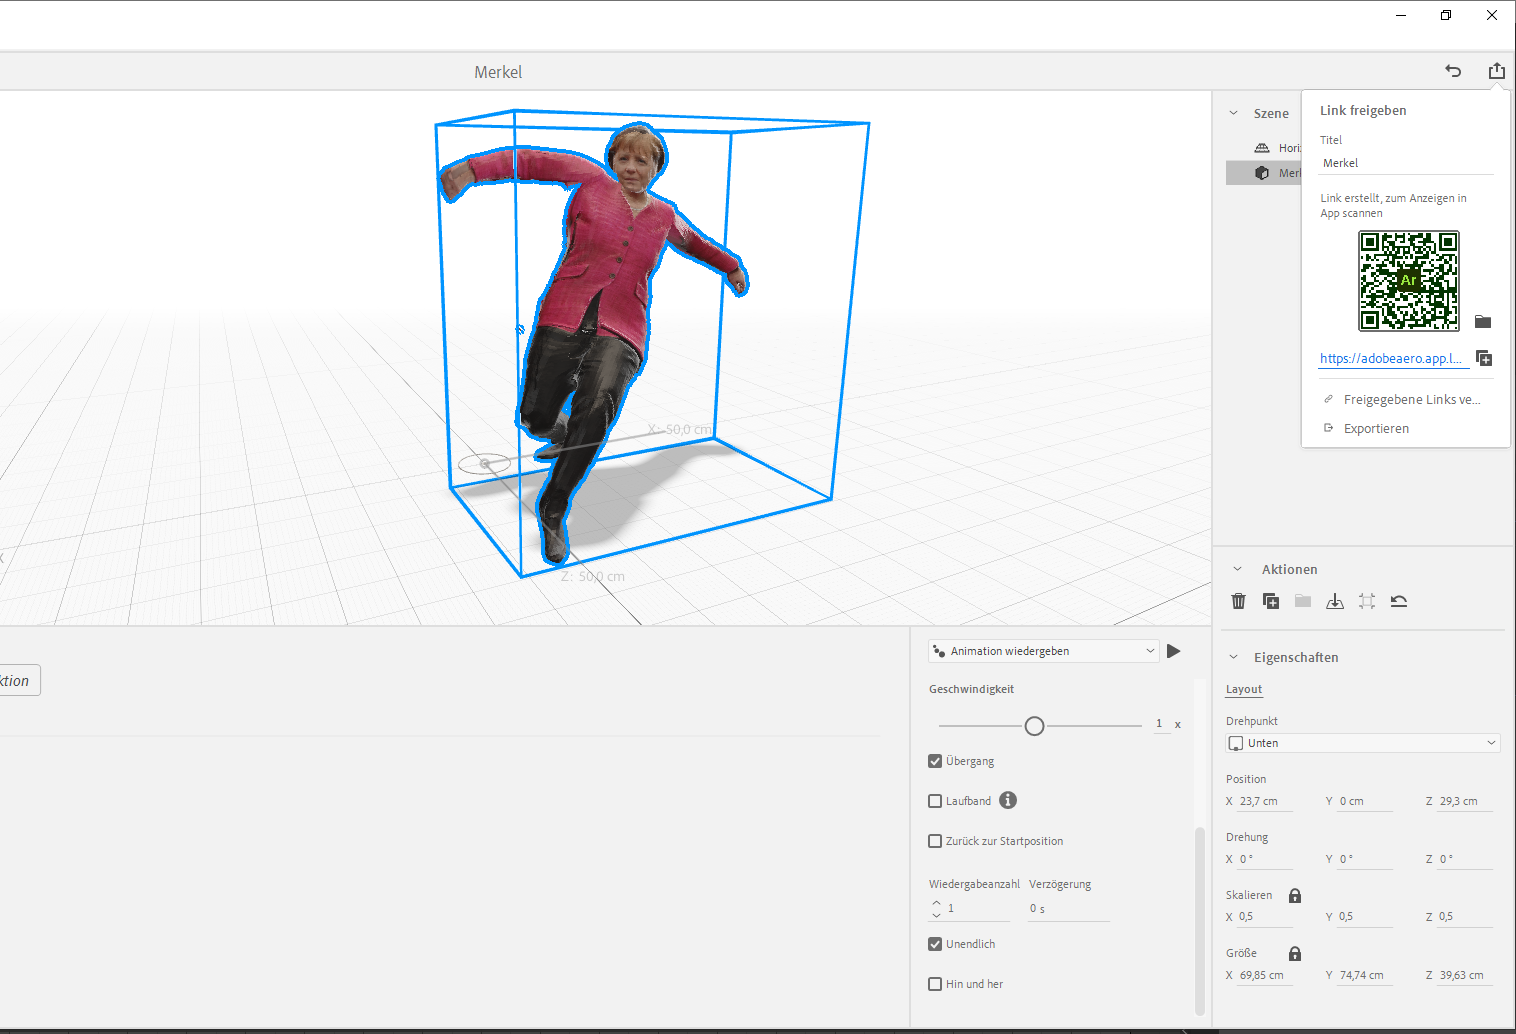 Merkel
X: 50,0 cm
Z: 50,0 cm
X
ktion
Animation wiedergeben
Geschwindigkeit
1 x
Übergang
Laufband
Zurück zur Startposition
Wiedergabeanzahl Verzögerung
1 0 s
Unendlich
Hin und her
Szene
Hori
Merk
Link freigeben
Titel
Merkel
Link erstellt, zum Anzeigen in
App scannen
Ar
https://adobeaero.app.l...
Freigegebene Links ve...
Exportieren
Aktionen
Eigenschaften
Layout
Drehpunkt
Unten
Position
X 23,7 cm Y 0 cm Z 29,3 cm
Drehung
X 0 ° Y 0 ° Z 0 °
Skalieren
X 0,5 Y 0,5 Z 0,5
Größe
X 69,85 cm Y 74,74 cm Z 39,63 cm